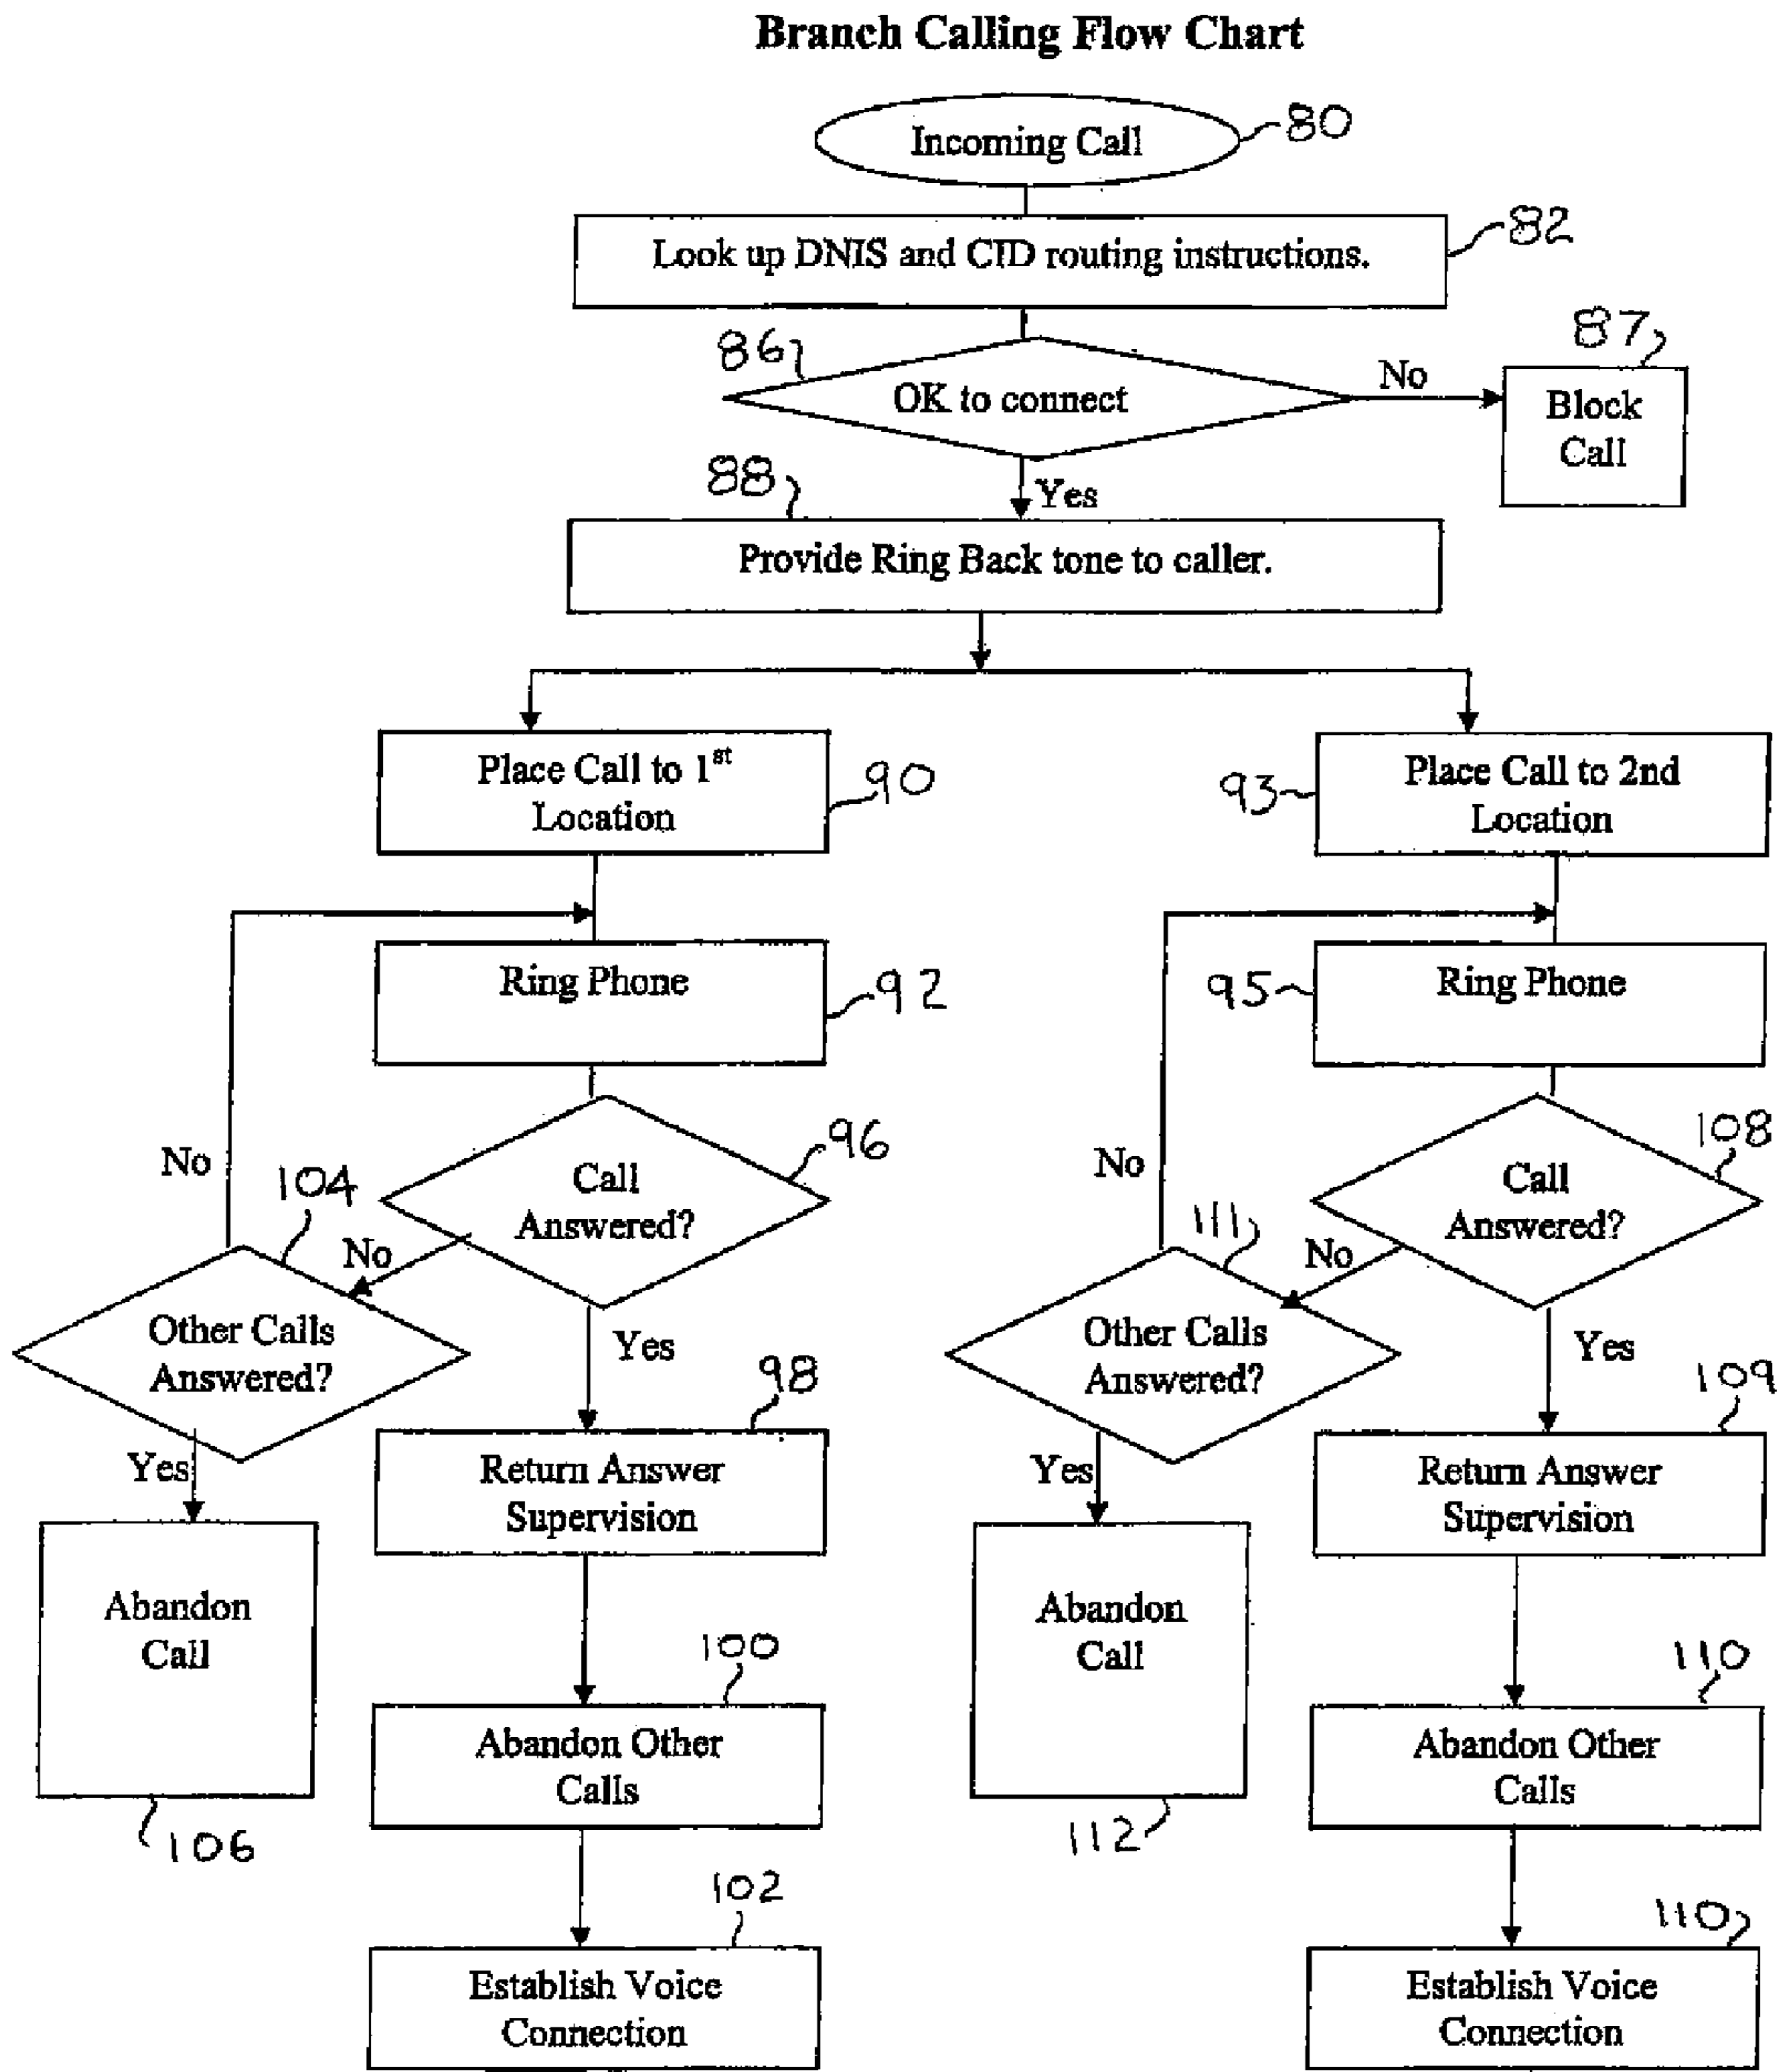 Branch Calling Flow Chart
Incoming Call
80
Look up DNIS and CID routing instructions.
82
86
OK to connect
No
87
Block
Call
88
Yes
Provide Ring Back tone to caller.
Place Call to 1st
Location
90
93
Place Call to 2nd
Location
Ring Phone
92
95
Ring Phone
No
104
96
Call
Answered?
No
No
111
108
Call
Answered?
No
Other Calls
Answered?
Yes
Other Calls
Answered?
Yes
Yes
98
Return Answer
Supervision
Yes
109
Return Answer
Supervision
Abandon
Call
106
100
Abandon Other
Calls
Abandon
Call
112
110
Abandon Other
Calls
102
Establish Voice
Connection
110
Establish Voice
Connection